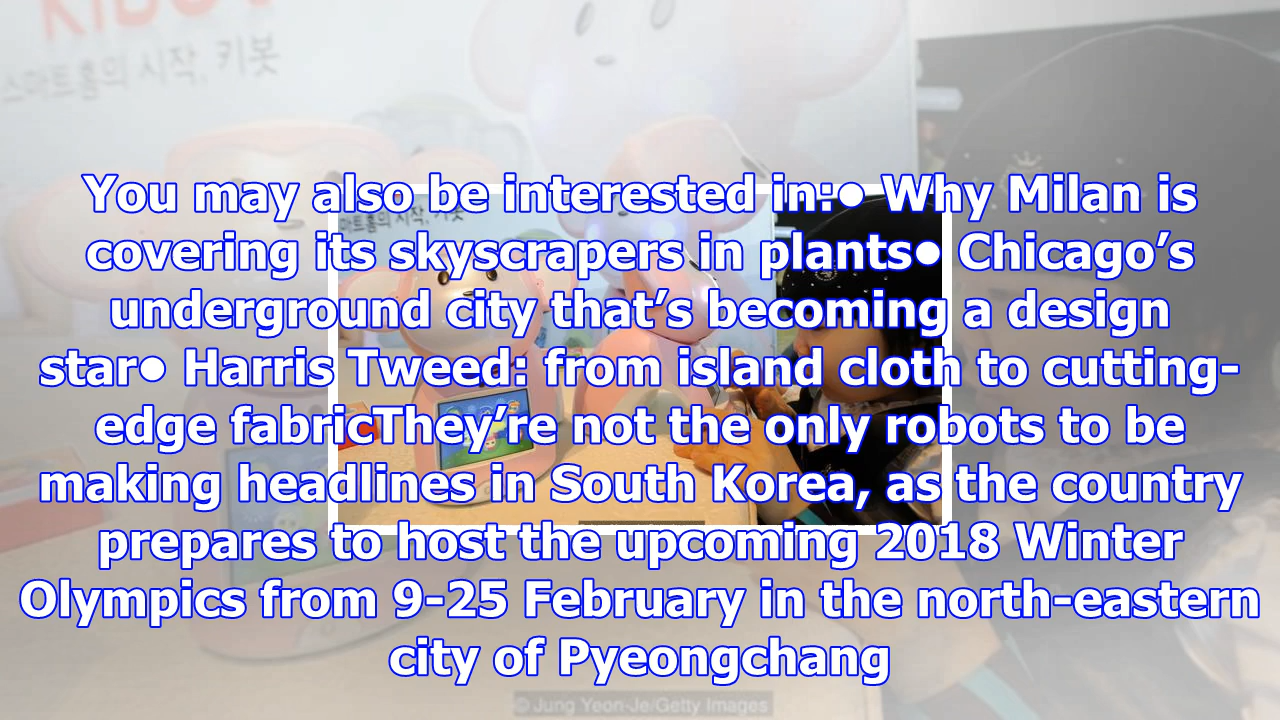 KIBOT
스마트홈의 시작, 키봇
You may also be interested in:● Why Milan is
covering its skyscrapers in plants● Chicago’s
underground city that’s becoming a design
star● Harris Tweed: from island cloth to cutting-
edge fabricThey’re not the only robots to be
making headlines in South Korea, as the country
prepares to host the upcoming 2018 Winter
Olympics from 9-25 February in the north-eastern
city of Pyeongchang
© Jung Yeon-Je/Getty Images